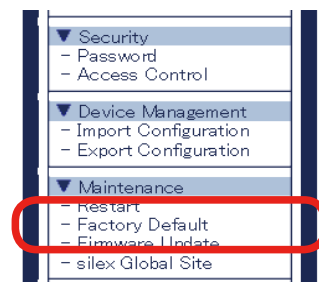 ▼ Security
- Password
- Access Control
▼ Device Management
- Import Configuration
- Export Configuration
▼ Maintenance
- Restart
- Factory Default
- Firmware Update
- silex Global Site